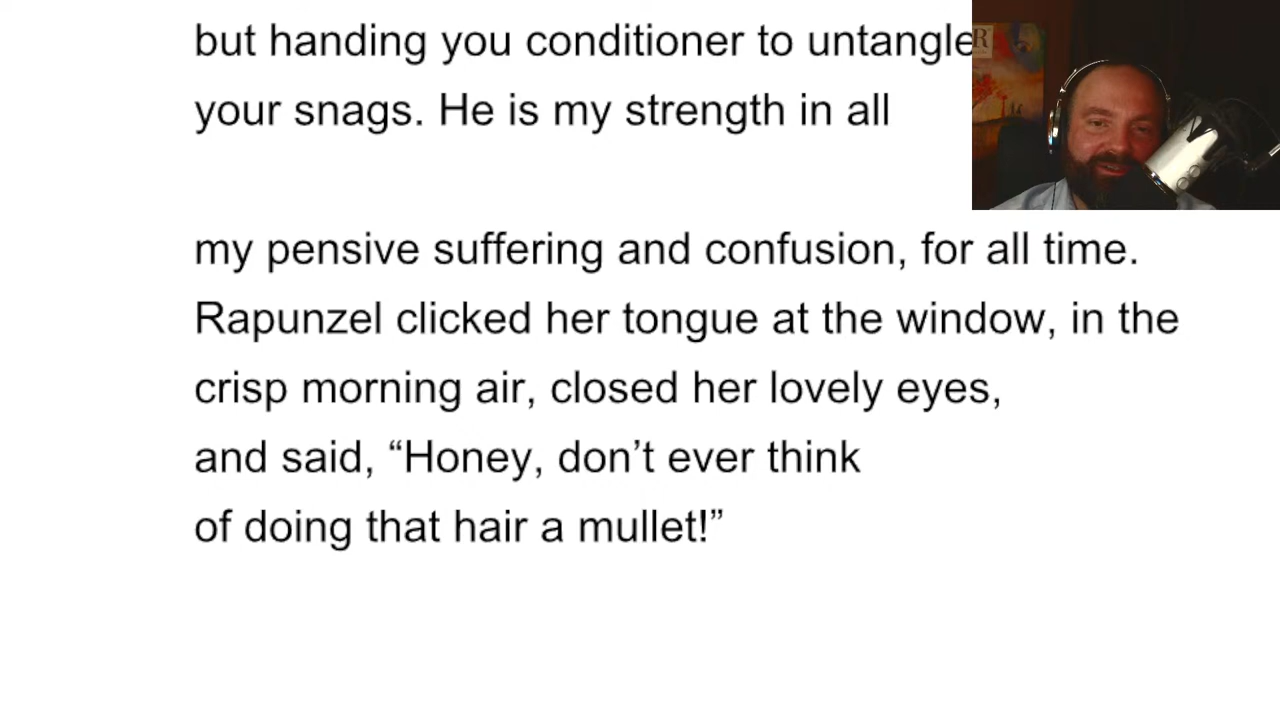 but handing you conditioner to untangle
your snags. He is my strength in all
my pensive suffering and confusion, for all time.
Rapunzel clicked her tongue at the window, in the
crisp morning air, closed her lovely eyes,
and said, “Honey, don’t ever think
of doing that hair a mullet!”
R